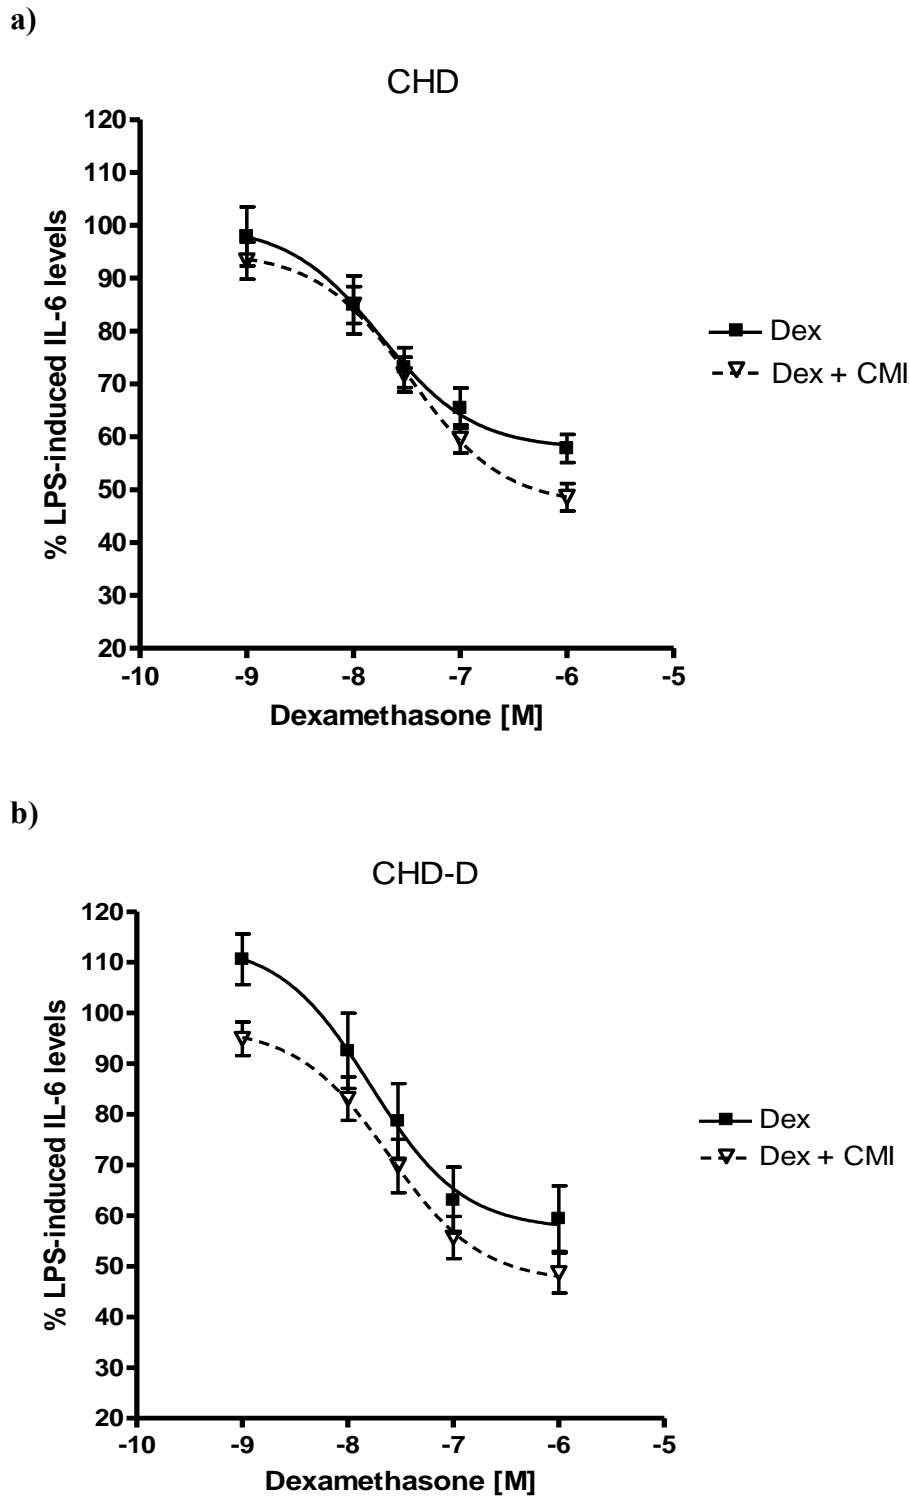 a)
CHD
120
110
100
90
80
70
60
50
40
30
20
% LPS-induced IL-6 levels
-10 -9 -8 -7 -6 -5
Dexamethasone [M]
Dex
Dex + CMI
b)
CHD-D
120
110
100
90
80
70
60
50
40
30
20
% LPS-induced IL-6 levels
-10 -9 -8 -7 -6 -5
Dexamethasone [M]
Dex
Dex + CMI